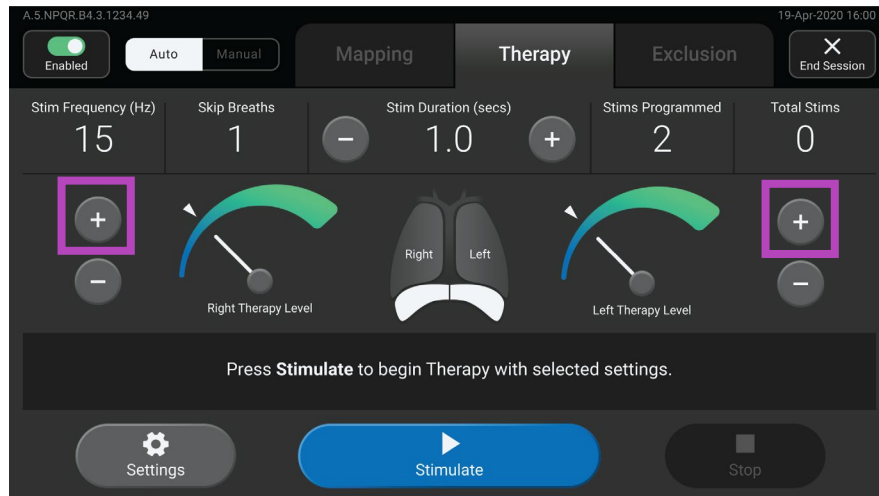 A.5.NPQR.B4.3.1234.49
19-Apr-2020 16:00
Enabled
Auto
Manual
Mapping
Therapy
Exclusion
End Session
Stim Frequency (Hz)
15
Skip Breaths
1
Stim Duration (secs)
−
1.0
+
Stims Programmed
2
Total Stims
0
+
−
Right Therapy Level
Right
Left
Left Therapy Level
+
−
Press Stimulate to begin Therapy with selected settings.
Settings
Stimulate
Stop